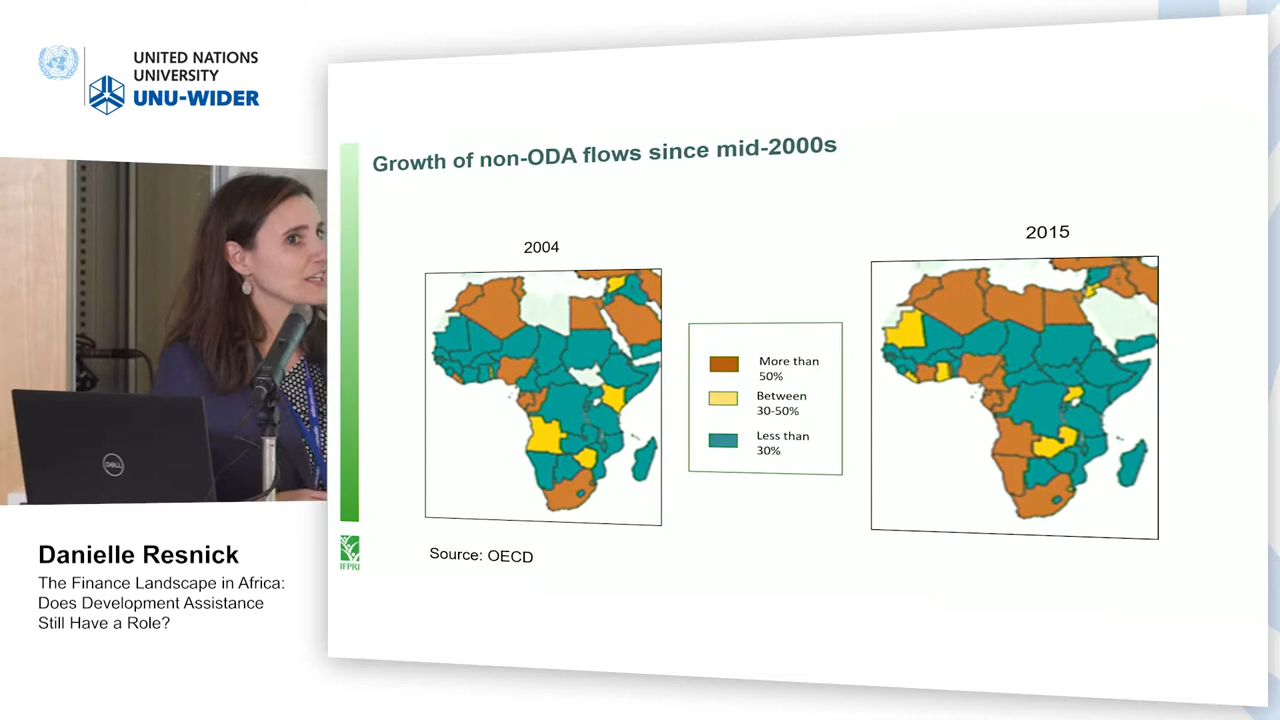 UNITED NATIONS
UNIVERSITY
UNU-WIDER
Growth of non-ODA flows since mid-2000s
2004
2015
More than
50%
Between
30-50%
Less than
30%
Source: OECD
IFPRI
DELL
Danielle Resnick
The Finance Landscape in Africa:
Does Development Assistance
Still Have a Role?